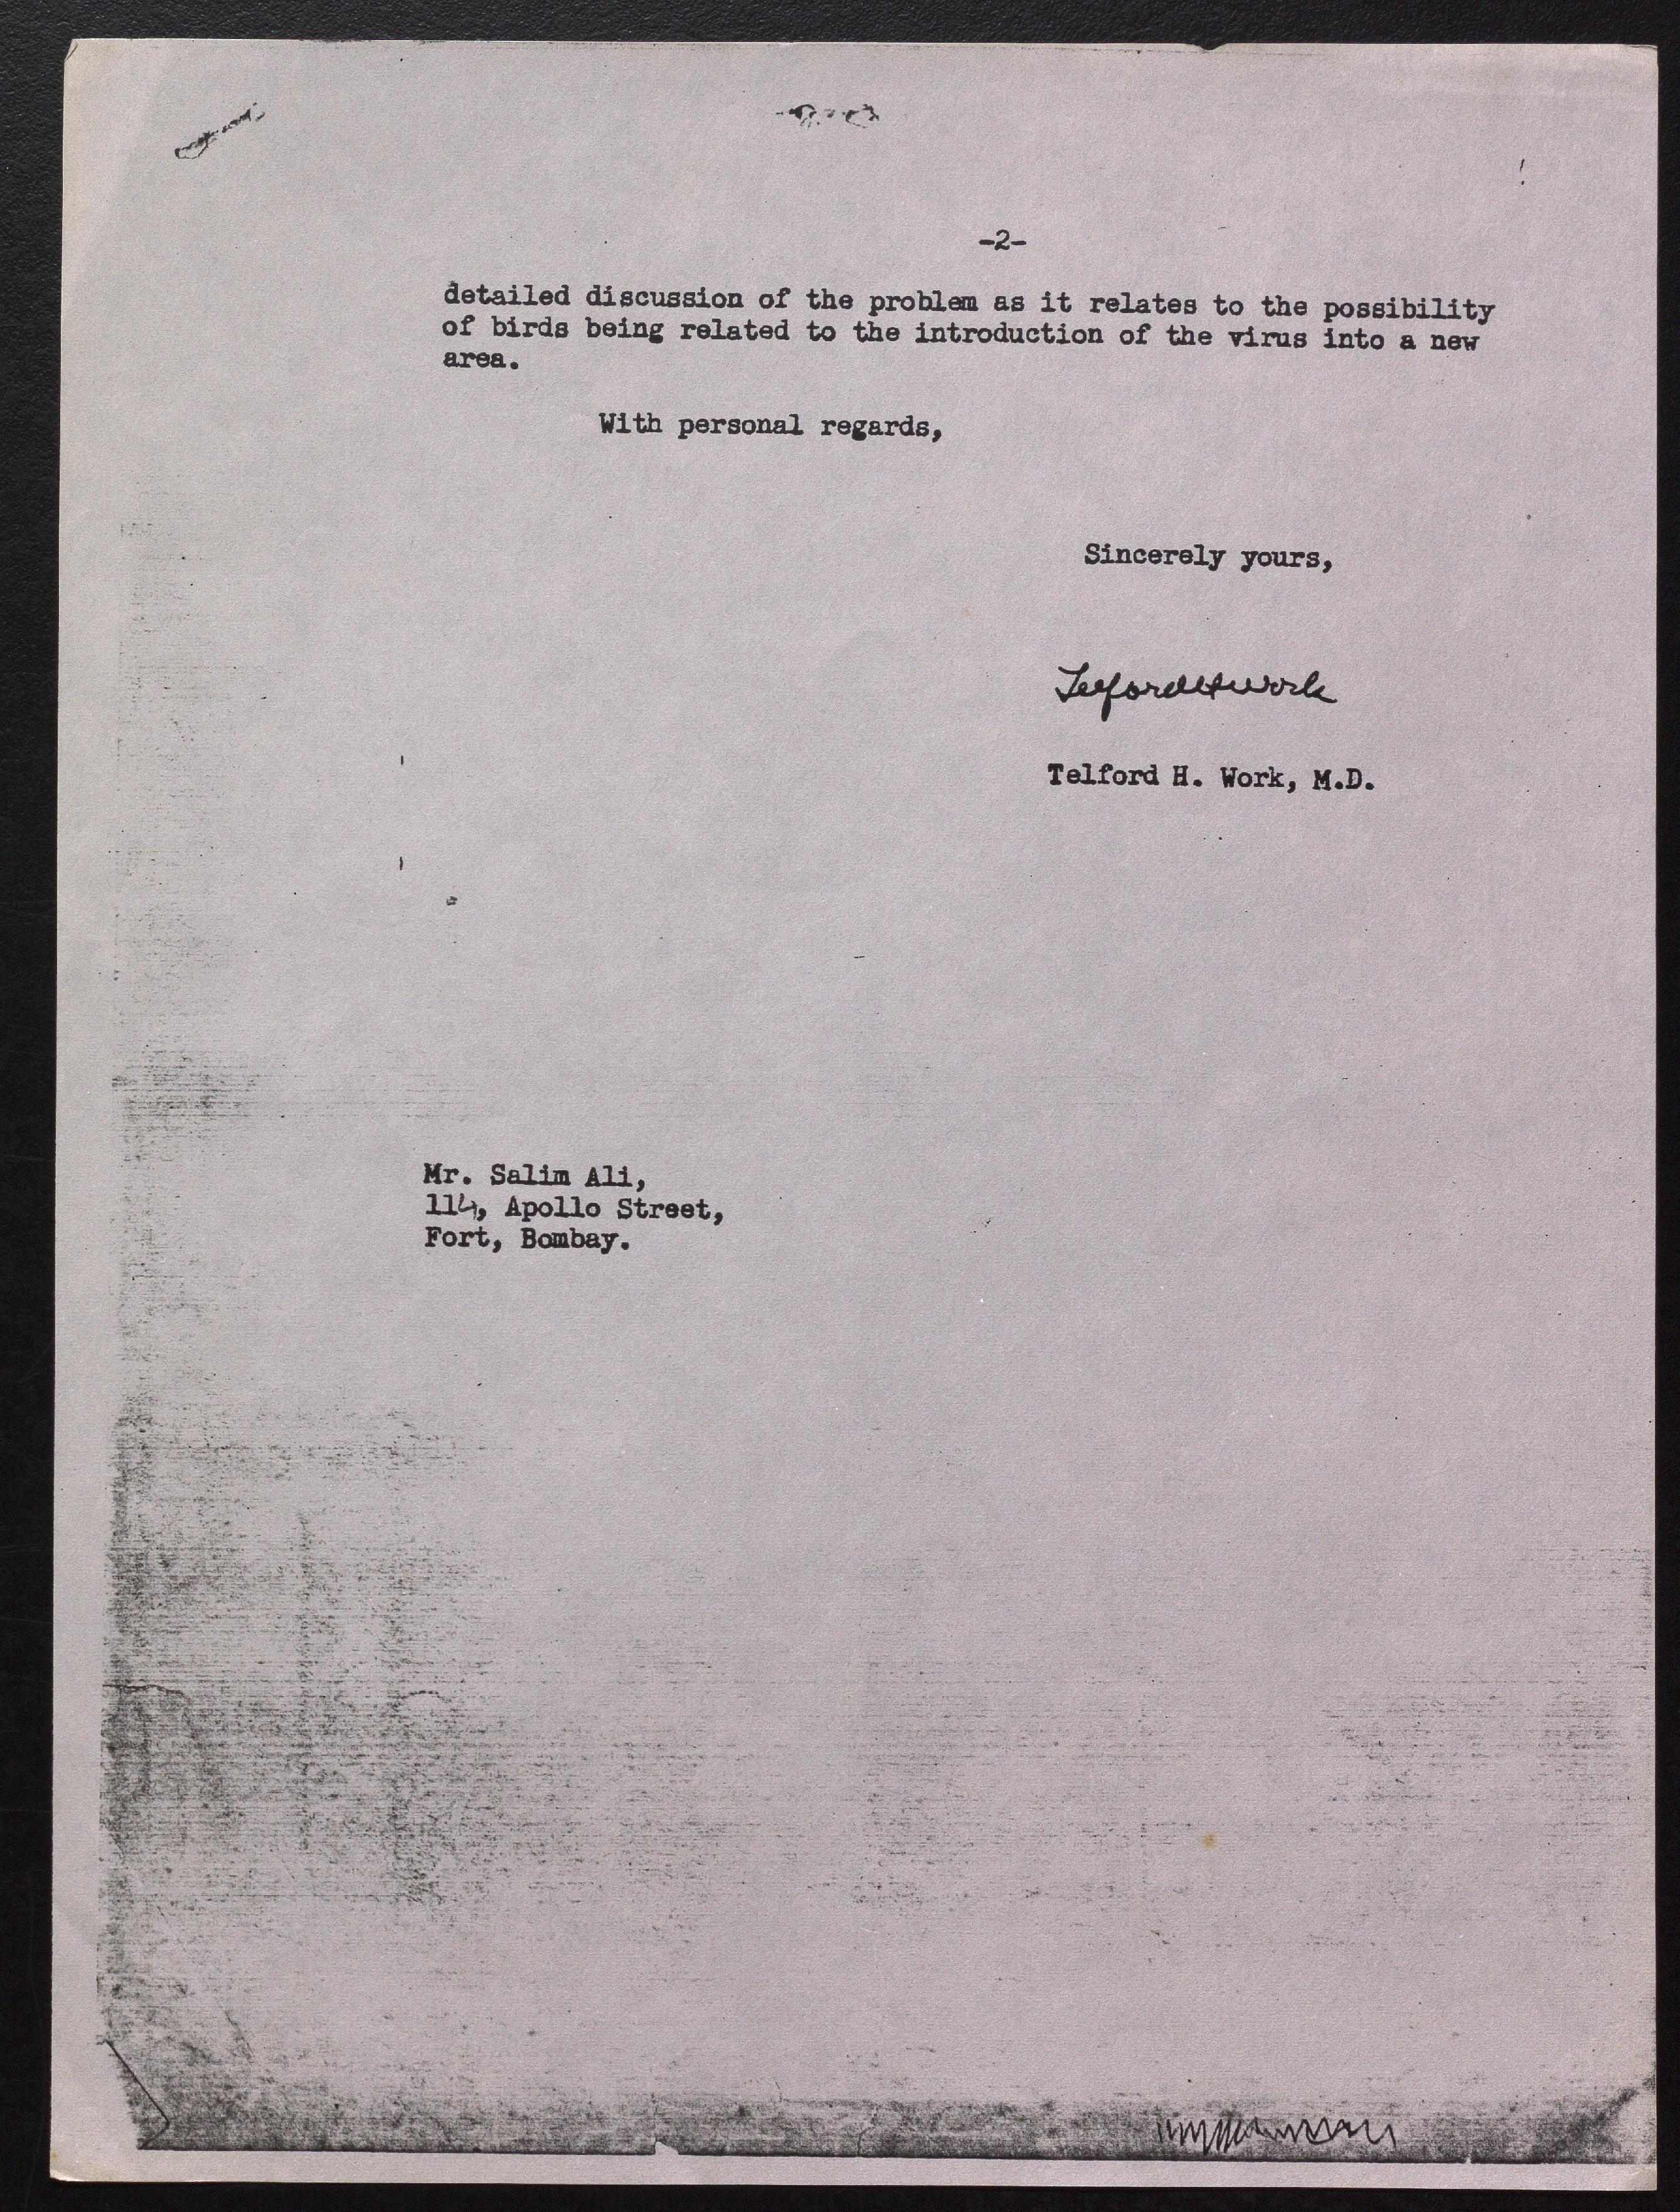 -2-
detailed discussion of the problem as it relates to the possibility
of birds being related to the introduction of the virus into a new
area.
With personal regards,
Sincerely yours,
Telford H Work
Telford H. Work, M.D.
Mr. Salim Ali,
114, Apollo Street,
Fort, Bombay.